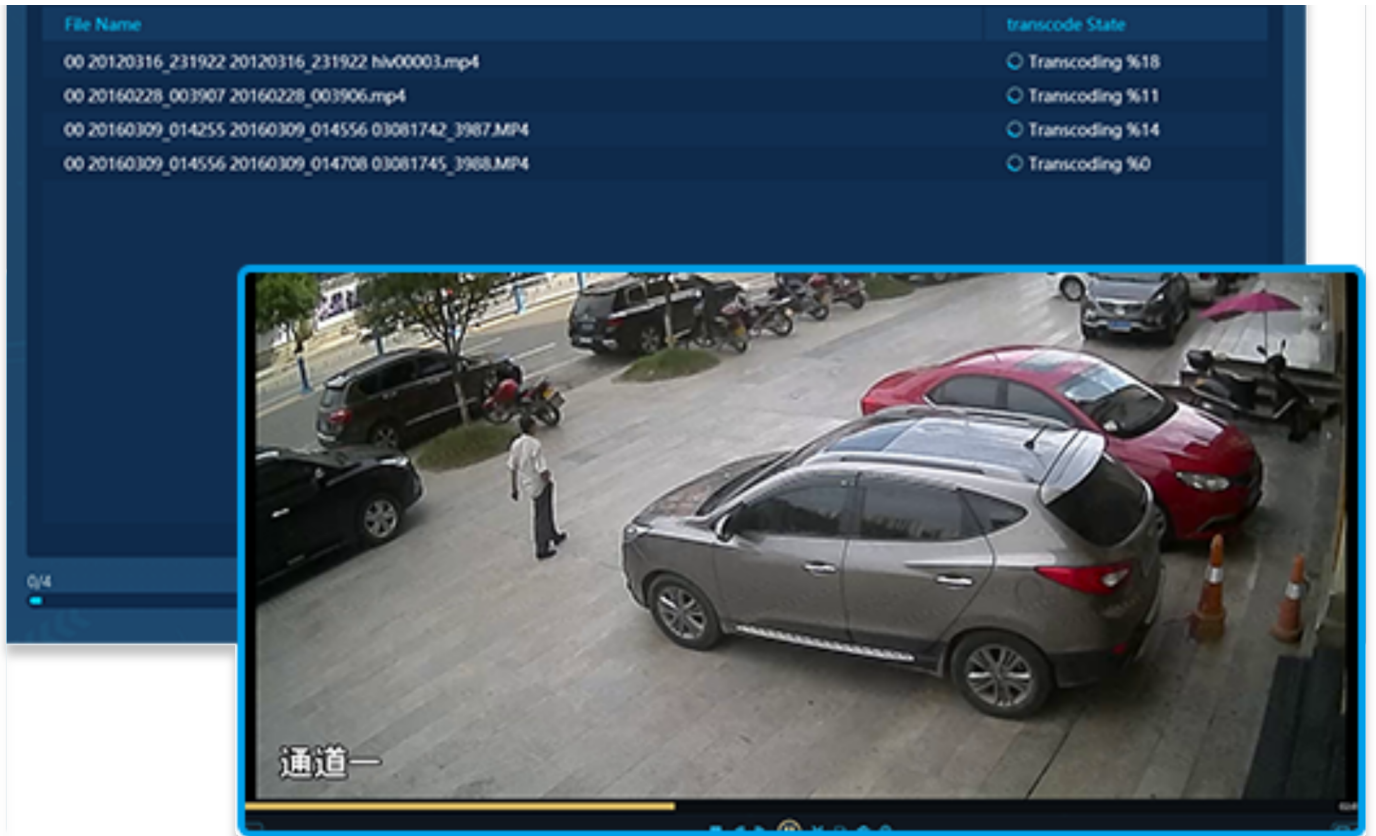 File Name
transcode State
00 20120316_231922 20120316_231922 hiv00003.mp4
Transcoding %18
00 20160228_003907 20160228_003906.mp4
Transcoding %11
00 20160309_014255 20160309_014556 03081742_3987.MP4
Transcoding %14
00 20160309_014556 20160309_014708 03081745_3988.MP4
Transcoding %0
0/4
通道一